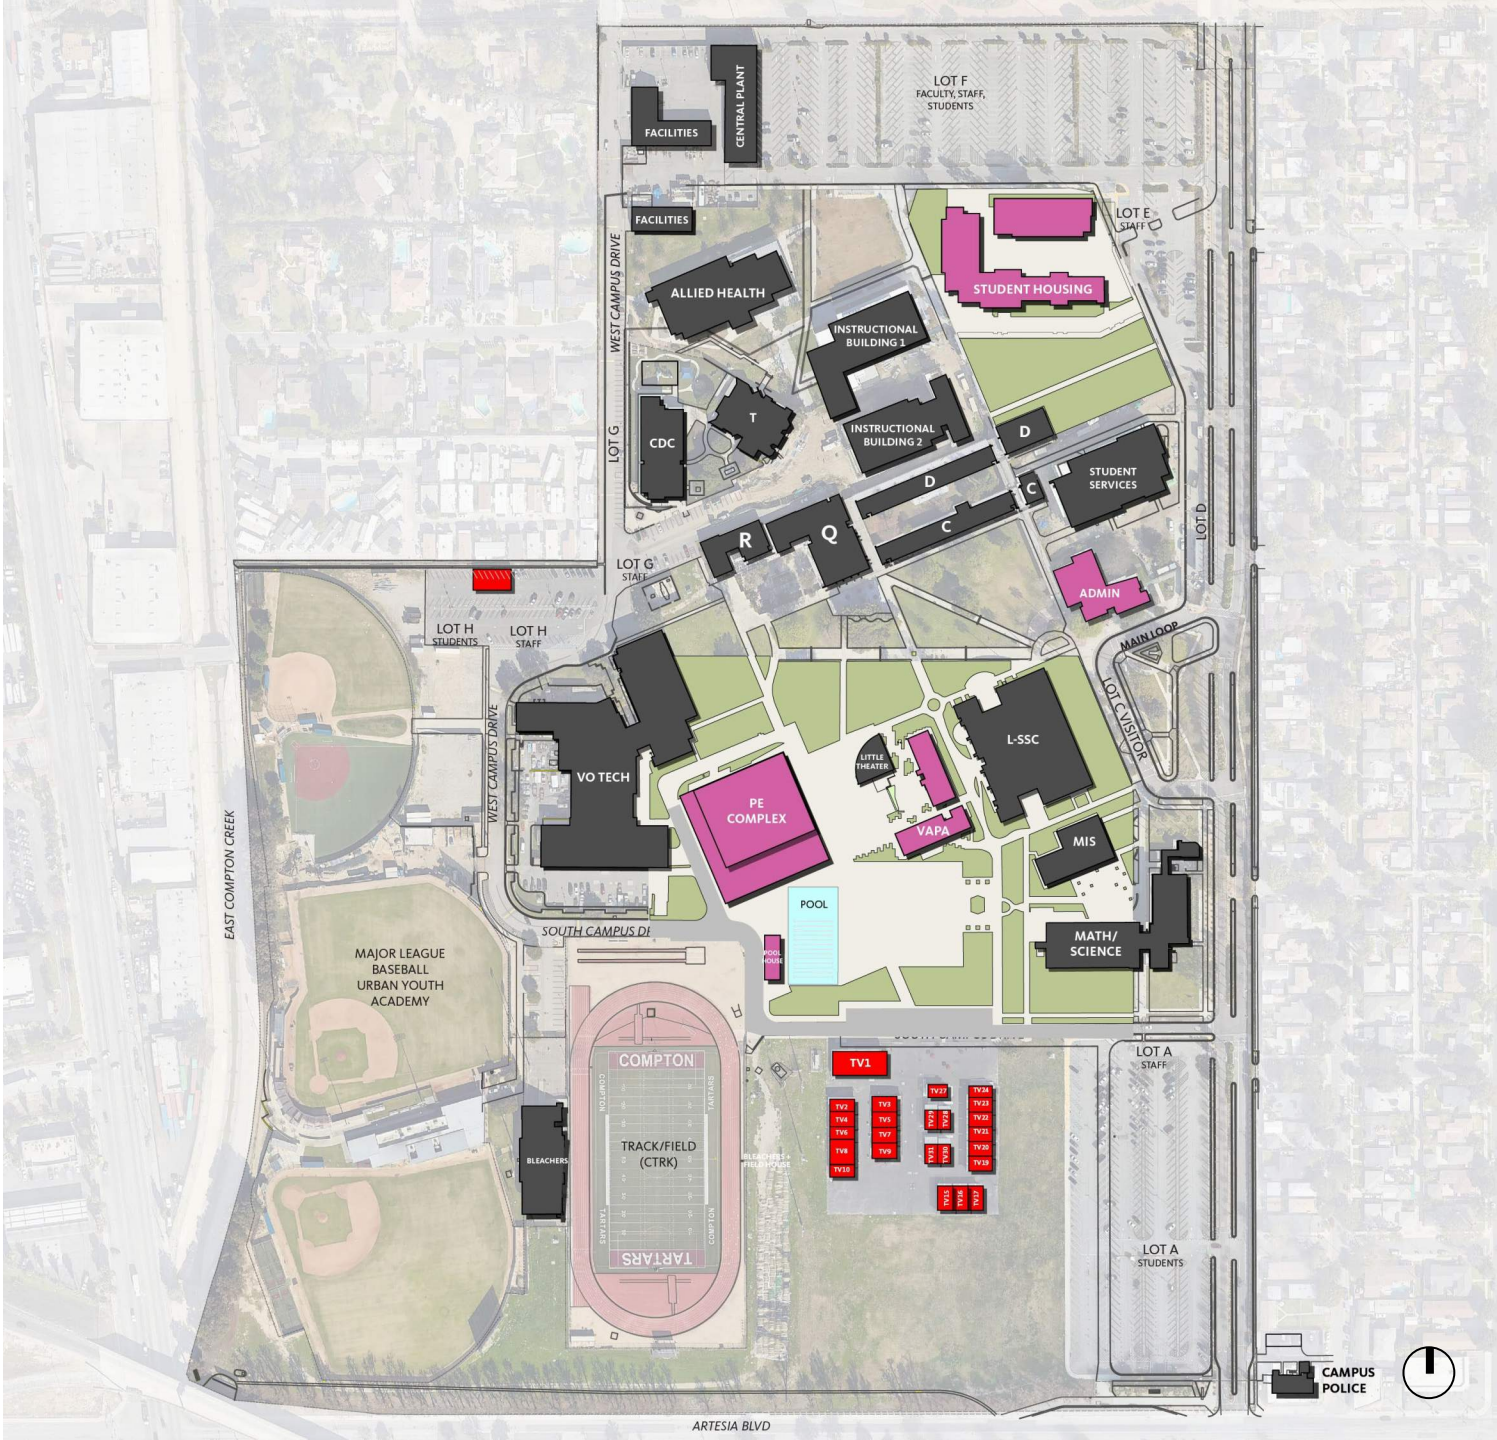 LOT F
FACULTY, STAFF,
STUDENTS
CENTRAL PLANT
FACILITIES
FACILITIES
LOT E
STAFF
WEST CAMPUS DRIVE
ALLIED HEALTH
STUDENT HOUSING
INSTRUCTIONAL
BUILDING 1
LOT G
CDC
T
INSTRUCTIONAL
BUILDING 2
D
D
STUDENT
SERVICES
C
C
LOT D
R
Q
LOT G
STAFF
ADMIN
LOT H
STUDENTS
LOT H
STAFF
MAIN LOOP
LOT C VISITOR
WEST CAMPUS DRIVE
VO TECH
L-SSC
LITTLE
THEATER
PE
COMPLEX
VAPA
MIS
EAST COMPTON CREEK
POOL
SOUTH CAMPUS DR
POOL
HOUSE
MATH/
SCIENCE
MAJOR LEAGUE
BASEBALL
URBAN YOUTH
ACADEMY
LOT A
STAFF
COMPTON
COMPTON
TARTARS
TRACK/FIELD
(CTRK)
TARTARS
COMPTON
TARTARS
BLEACHERS
BLEACHERS +
FIELD HOUSE
TV1
TV2
TV4
TV6
TV8
TV10
TV3
TV5
TV7
TV9
TV27
TV29
TV28
TV31
TV30
TV24
TV23
TV22
TV21
TV20
TV19
TV15
TV16
TV17
LOT A
STUDENTS
CAMPUS
POLICE
ARTESIA BLVD